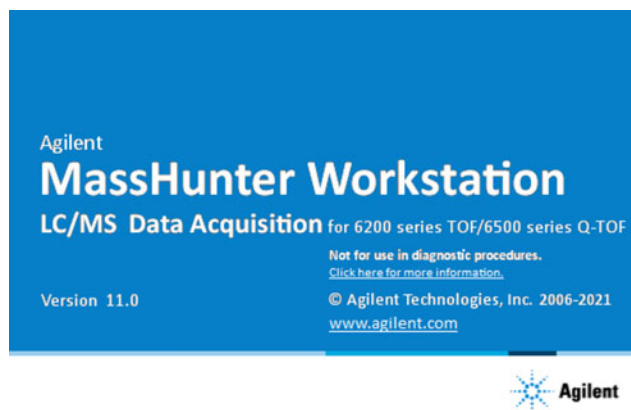 Agilent
MassHunter Workstation
LC/MS Data Acquisition for 6200 series TOF/6500 series Q-TOF
Not for use in diagnostic procedures.
Click here for more information.
Version 11.0
© Agilent Technologies, Inc. 2006-2021
www.agilent.com
Agilent